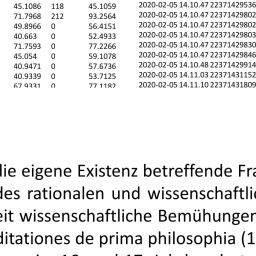 45.1086 118 45.1059 2020-02-05 14.10.47 22371429536
71.7968 212 93.2564 2020-02-05 14.10.47 22371429802
49.8966 0 56.4151 2020-02-05 14.10.47 22371429802
40.663 0 52.4933 2020-02-05 14.10.47 22371429803
71.7593 0 77.2266 2020-02-05 14.10.47 22371429830
45.054 0 59.1078 2020-02-05 14.10.47 22371429846
40.9471 0 57.6736 2020-02-05 14.10.48 22371429914
40.9339 0 53.7125 2020-02-05 14.11.03 22371431152
67.9331 0 77.1182 2020-02-05 14.11.10 22371431809
die eigene Existenz betreffende Fra
des rationalen und wissenschaftli
eit wissenschaftliche Bemühungen
ditationes de prima philosophia (1